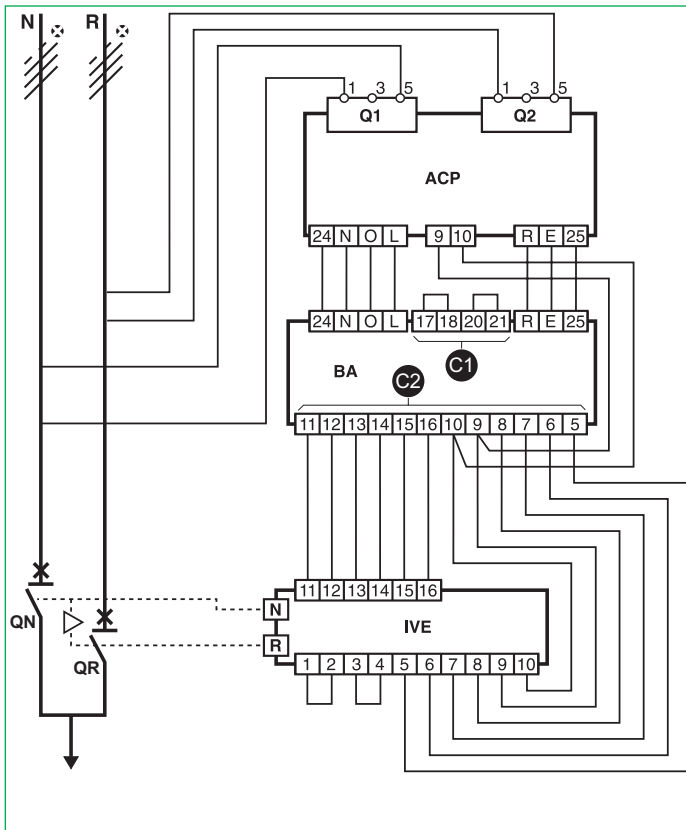 N R
1 3 5 1 3 5
Q1 Q2
ACP
24 N O L 9 10 R E 25
24 N O L 17 18 20 21 R E 25
BA C1
C2
11 12 13 14 15 16 10 9 8 7 6 5
11 12 13 14 15 16
N
QN IVE
R
QR 1 2 3 4 5 6 7 8 9 10